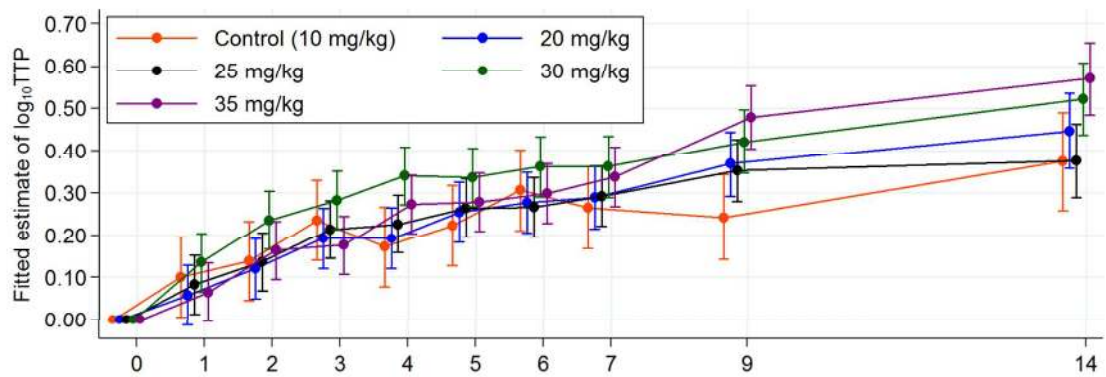 0.70
0.60
0.50
0.40
0.30
0.20
0.10
0.00
Fitted estimate of log₁₀TTP
Control (10 mg/kg)
20 mg/kg
25 mg/kg
30 mg/kg
35 mg/kg
0 1 2 3 4 5 6 7 9 14